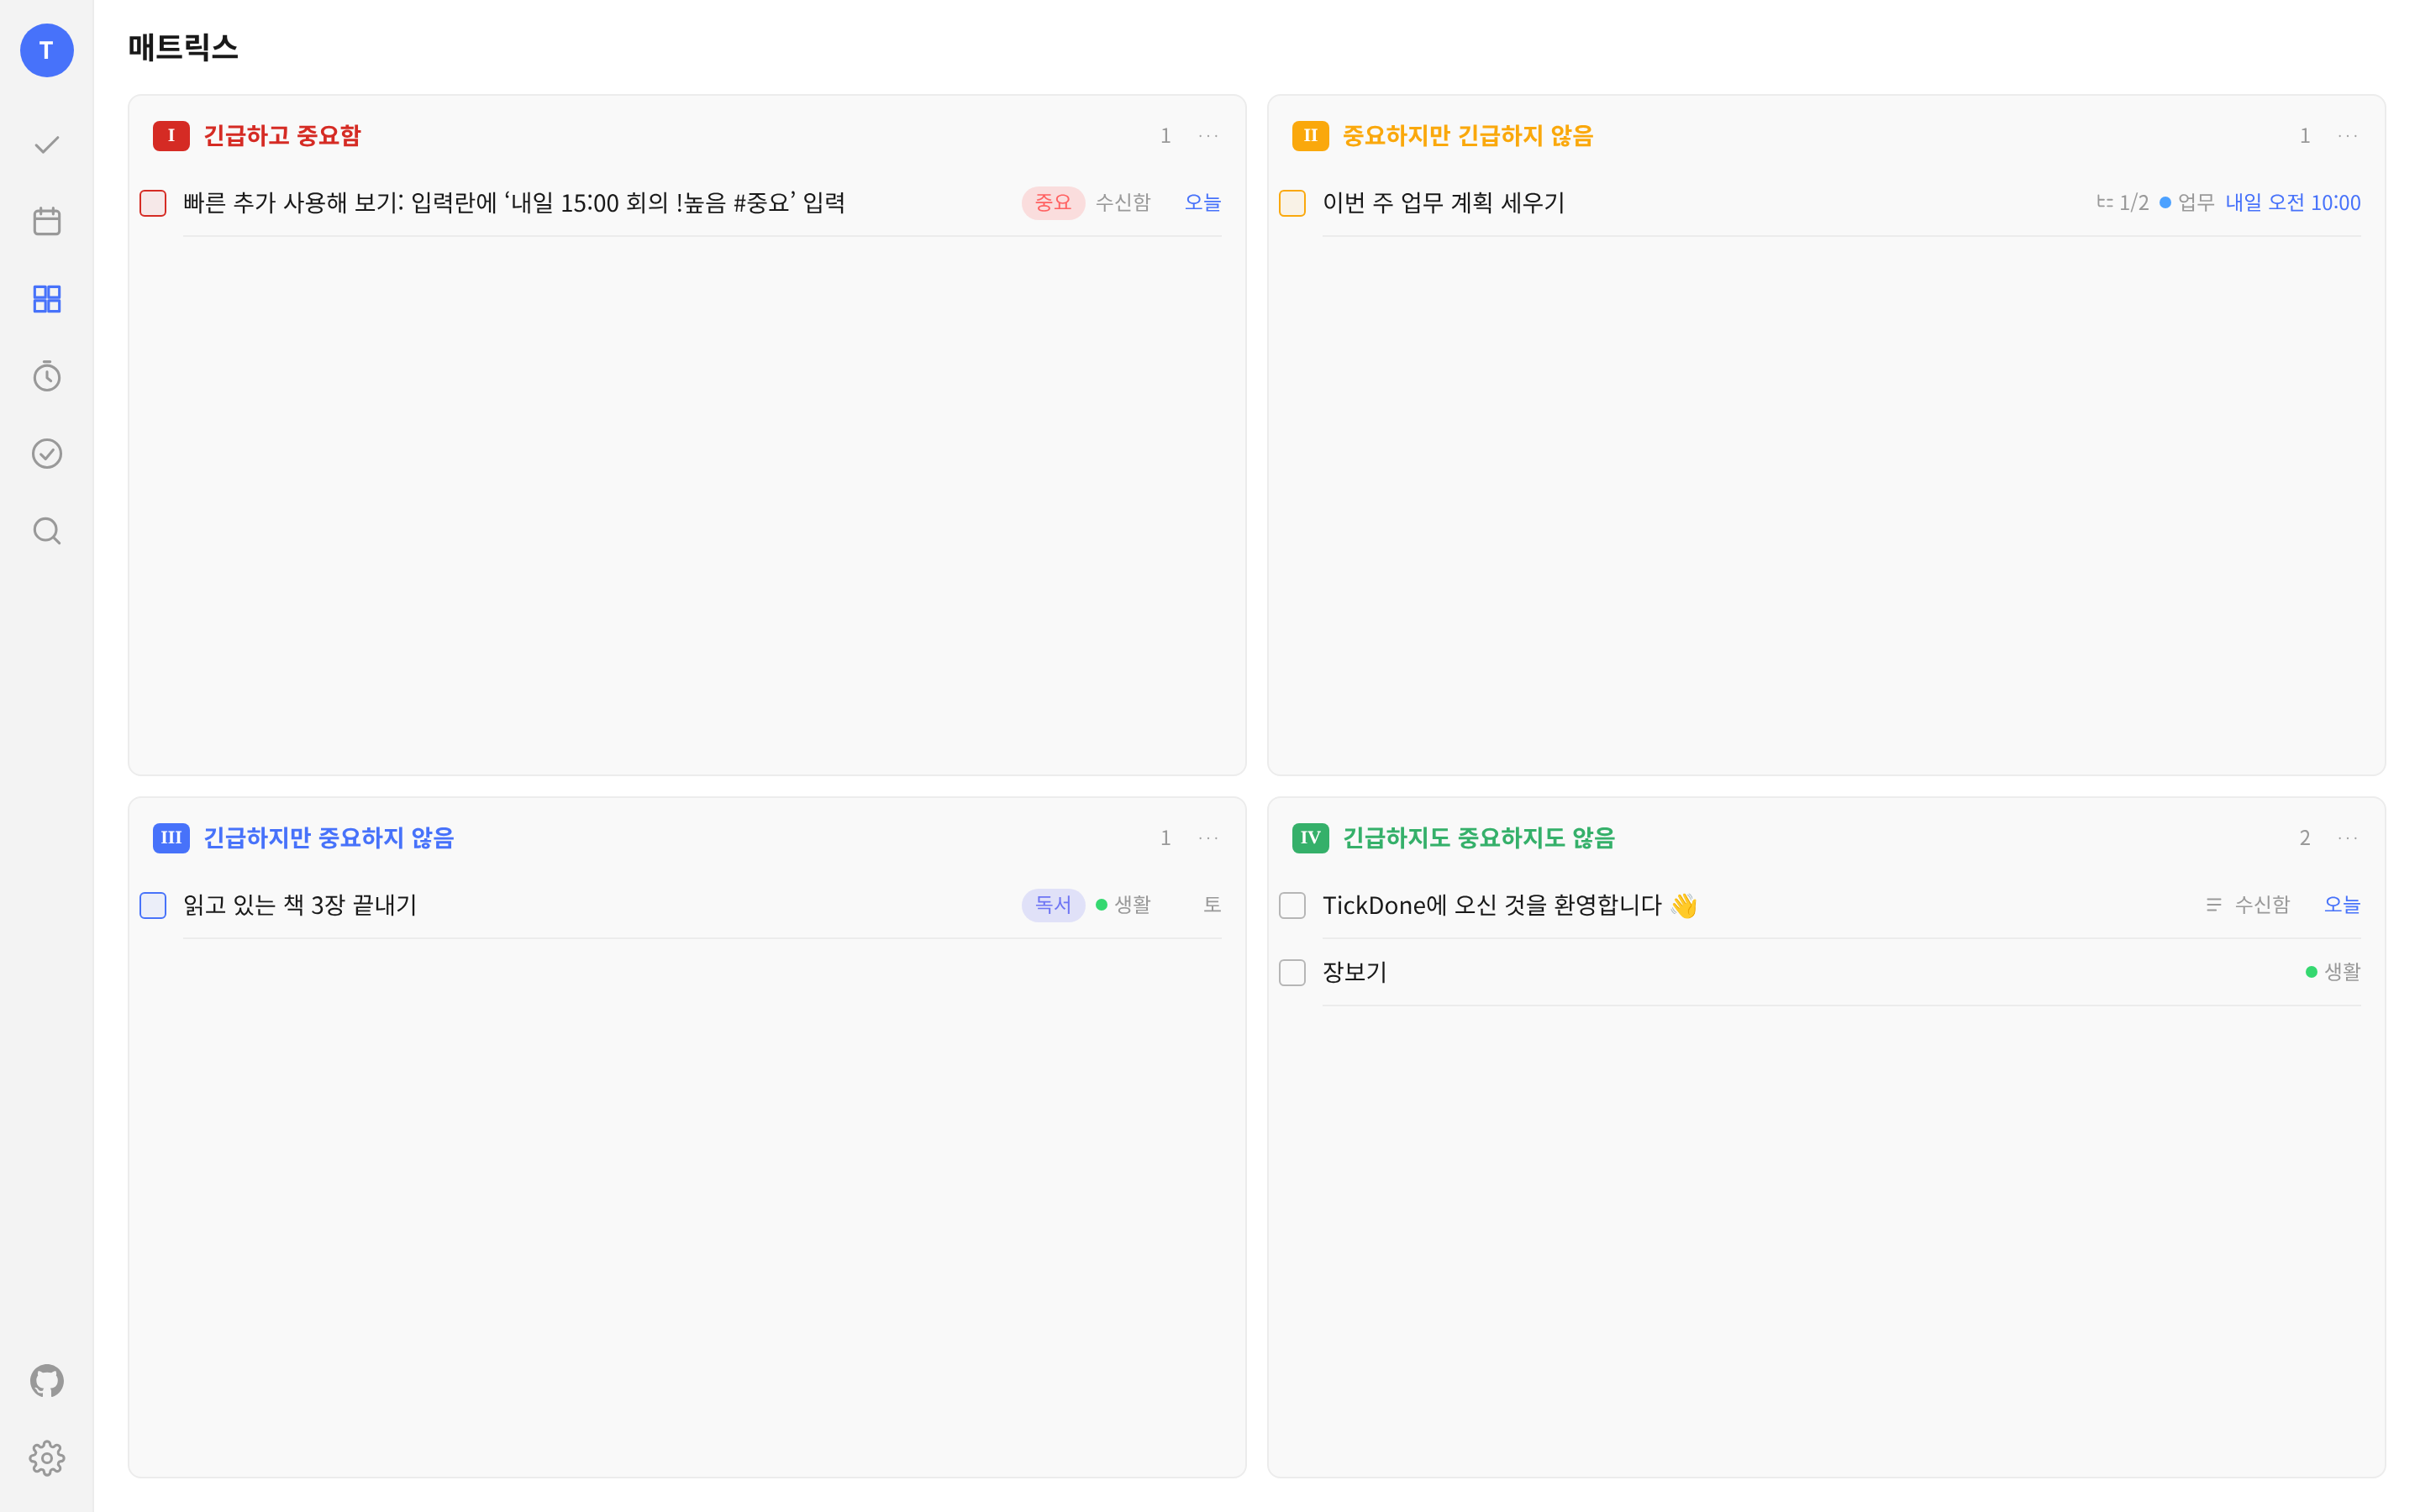 T
매트릭스
I 긴급하고 중요함 1 ···
빠른 추가 사용해 보기: 입력란에 ‘내일 15:00 회의 !높음 #중요’ 입력 중요 수신함 오늘
II 중요하지만 긴급하지 않음 1 ···
이번 주 업무 계획 세우기 1/2 업무 내일 오전 10:00
III 긴급하지만 중요하지 않음 1 ···
읽고 있는 책 3장 끝내기 독서 생활 토
IV 긴급하지도 중요하지도 않음 2 ···
TickDone에 오신 것을 환영합니다 👋 수신함 오늘
장보기 생활